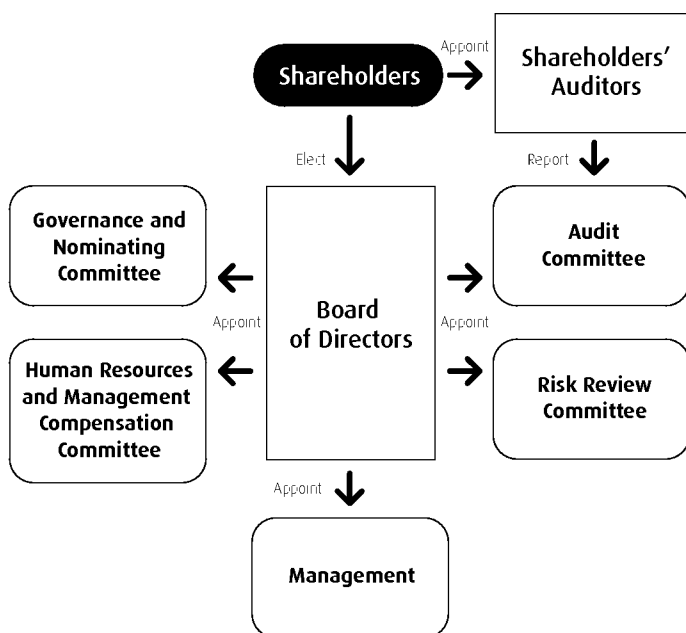 Appoint
Shareholders
Shareholders’
Auditors
Elect
Report
Governance and
Nominating
Committee
Audit
Committee
Board
of Directors
Appoint
Appoint
Human Resources
and Management
Compensation
Committee
Risk Review
Committee
Appoint
Management